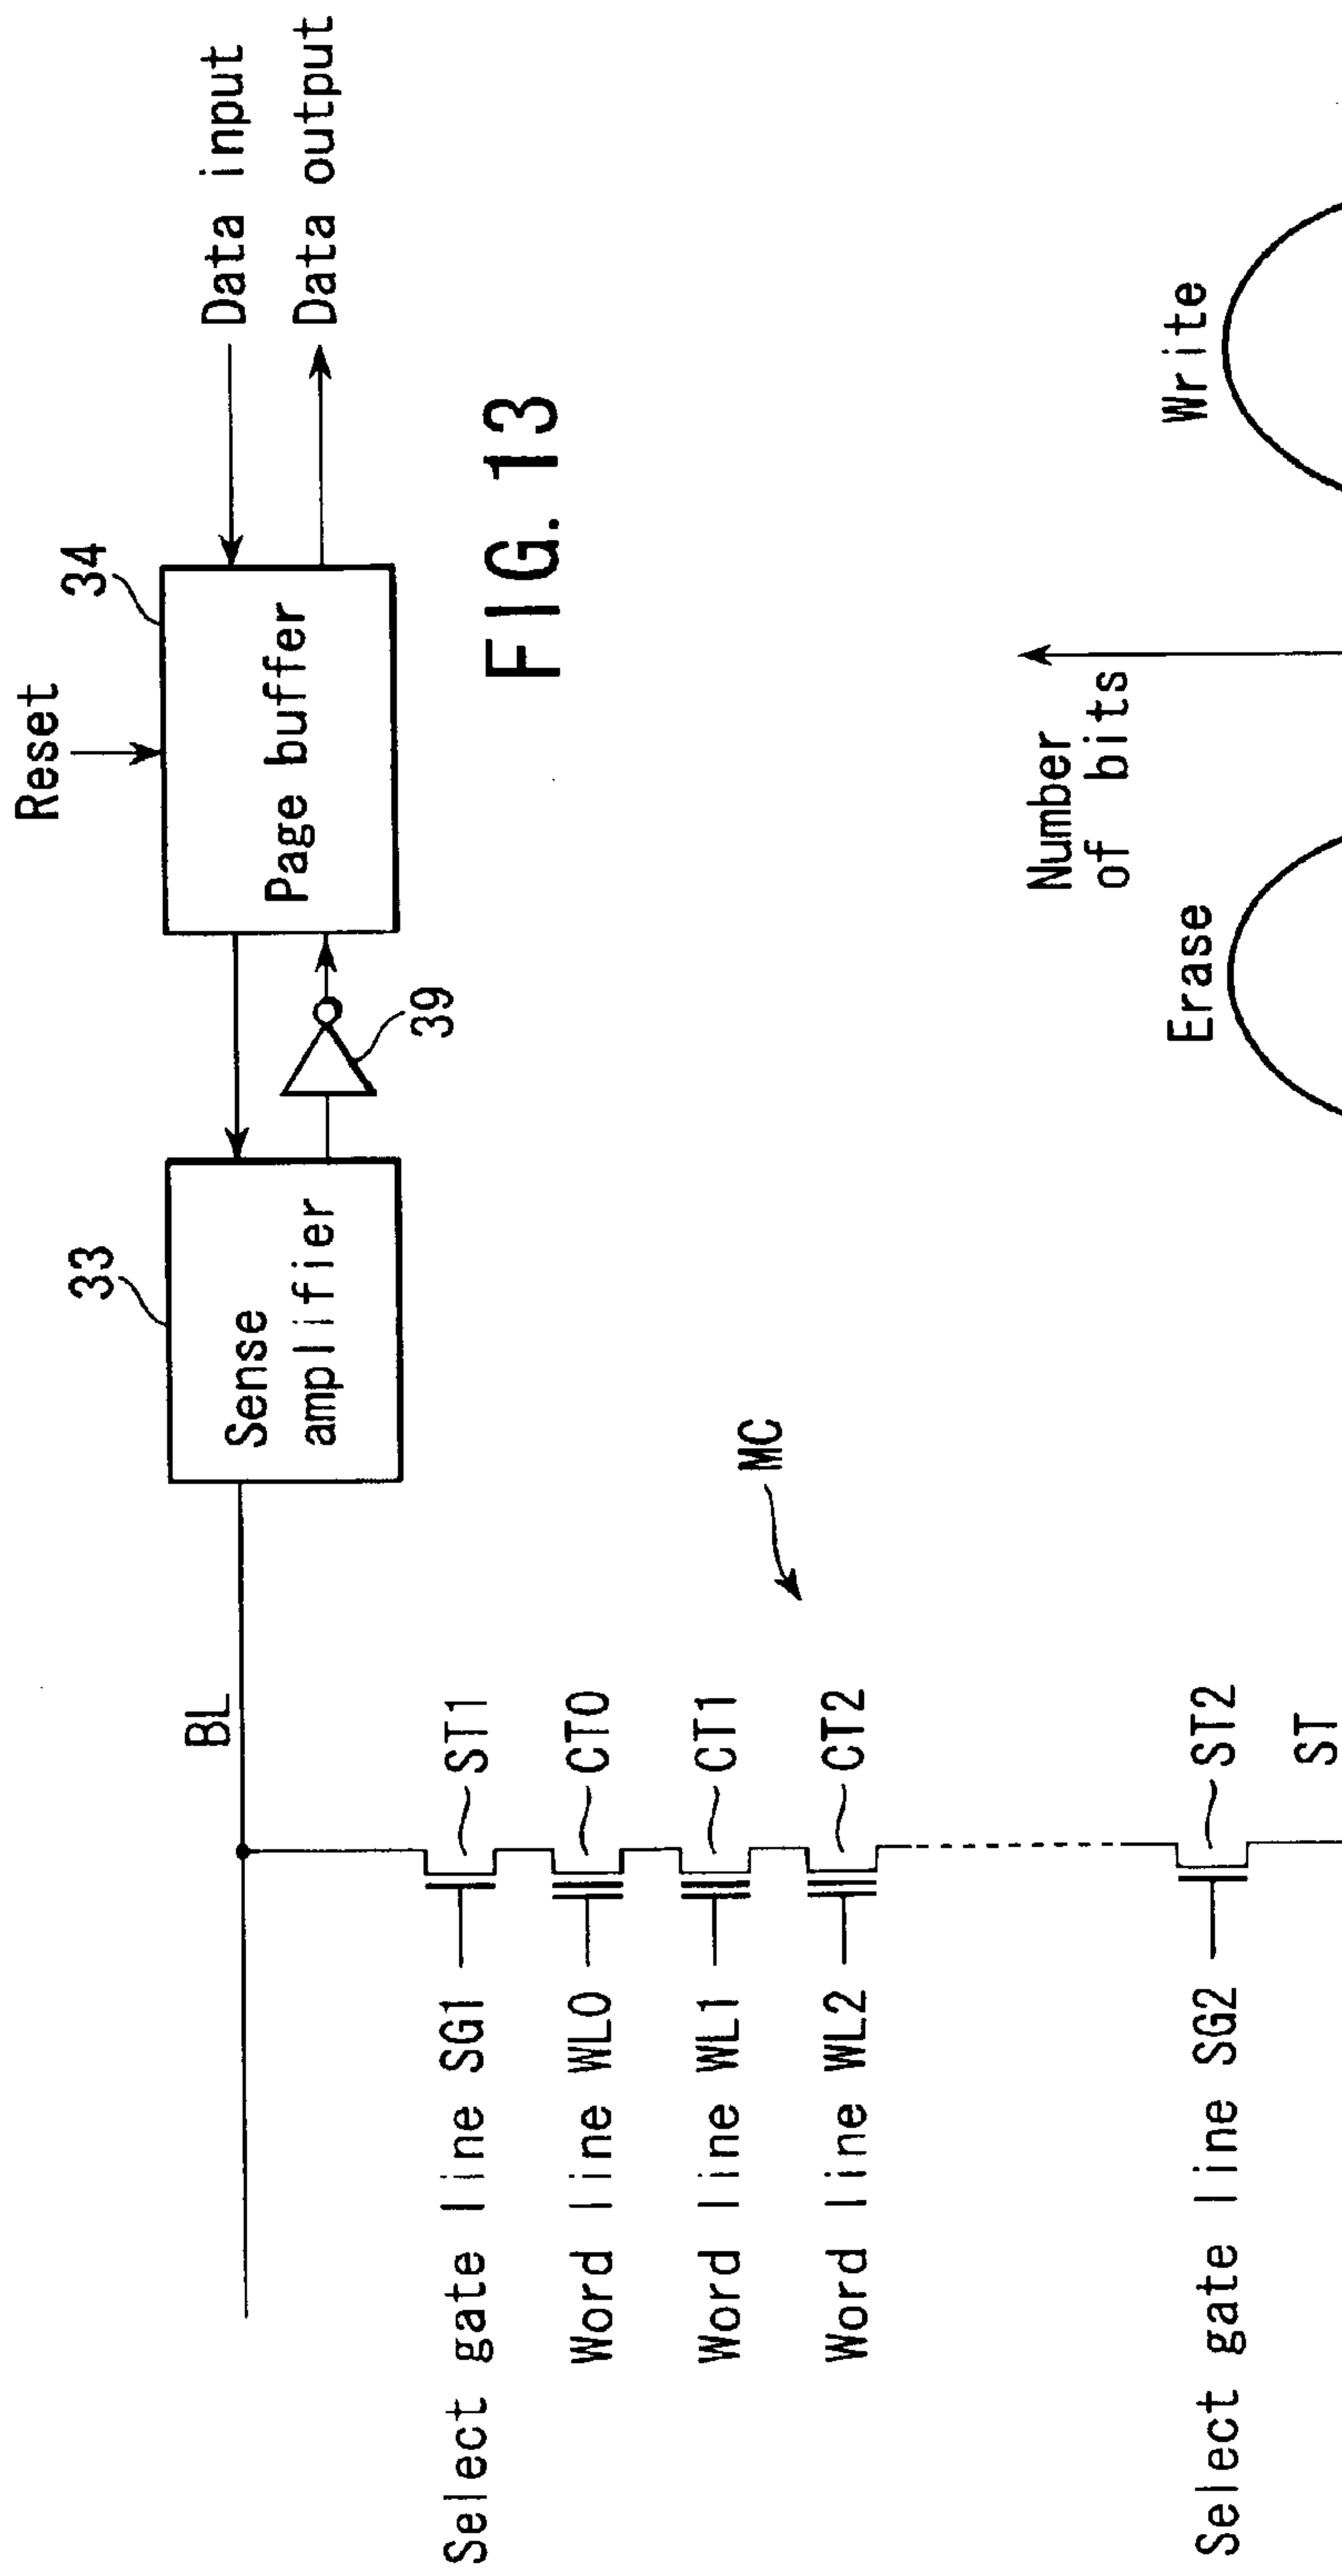 Reset
34
Data input
Data output
Page buffer
33
Sense
amplifier
39
BL
FIG. 13
Select gate line SG1
ST1
Word line WL0
CT0
Word line WL1
CT1
Word line WL2
CT2
MC
Select gate line SG2
ST2
ST
Number
of bits
Erase
Write